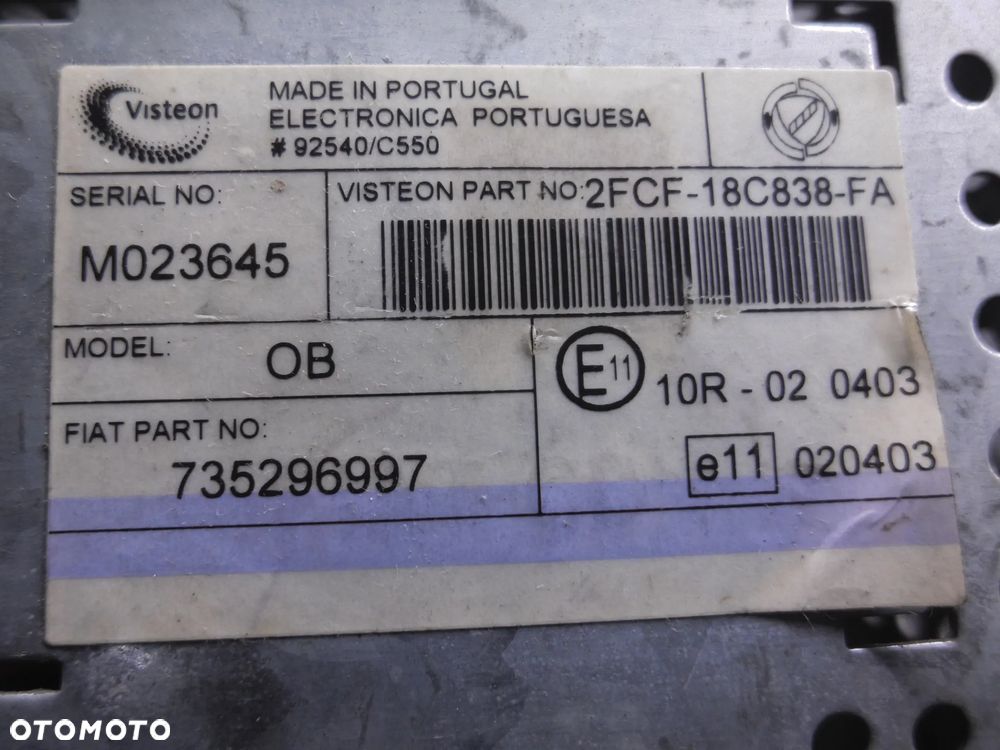 Visteon
MADE IN PORTUGAL
ELECTRONICA PORTUGUESA
# 92540/C550
SERIAL NO:
M023645
VISTEON PART NO: 2FCF-18C838-FA
MODEL: OB
FIAT PART NO:
735296997
E 11 10R - 02 0403
e11 020403
OTOMOTO